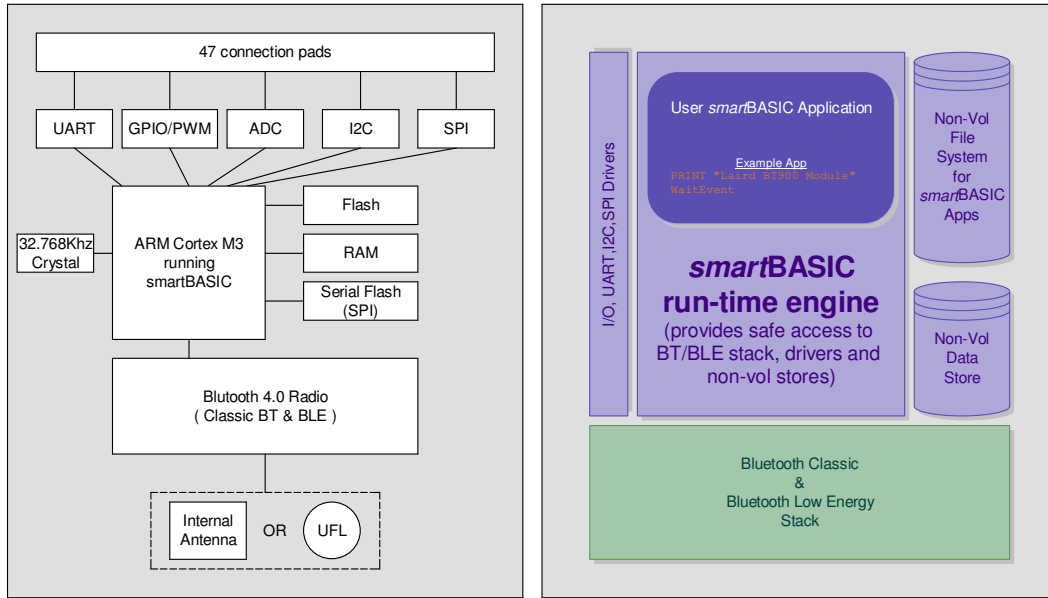 47 connection pads
UART
GPIO/PWM
ADC
I2C
SPI
Flash
32.768Khz
Crystal
ARM Cortex M3
running
smartBASIC
RAM
Serial Flash
(SPI)
Blutooth 4.0 Radio
( Classic BT & BLE )
Internal
Antenna
OR
UFL
I/O, UART,I2C,SPI Drivers
User smartBASIC Application
Example App
PRINT "Laird BT900 Module"
WaitEvent
smartBASIC
run-time engine
(provides safe access to
BT/BLE stack, drivers and
non-vol stores)
Non-Vol
File
System
for
smartBASIC
Apps
Non-Vol
Data
Store
Bluetooth Classic
&
Bluetooth Low Energy
Stack